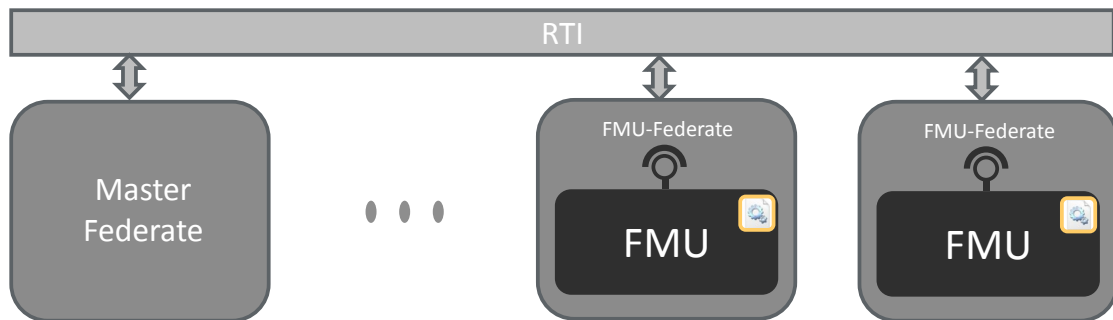 RTI
Master
Federate
FMU-Federate
FMU
FMU-Federate
FMU